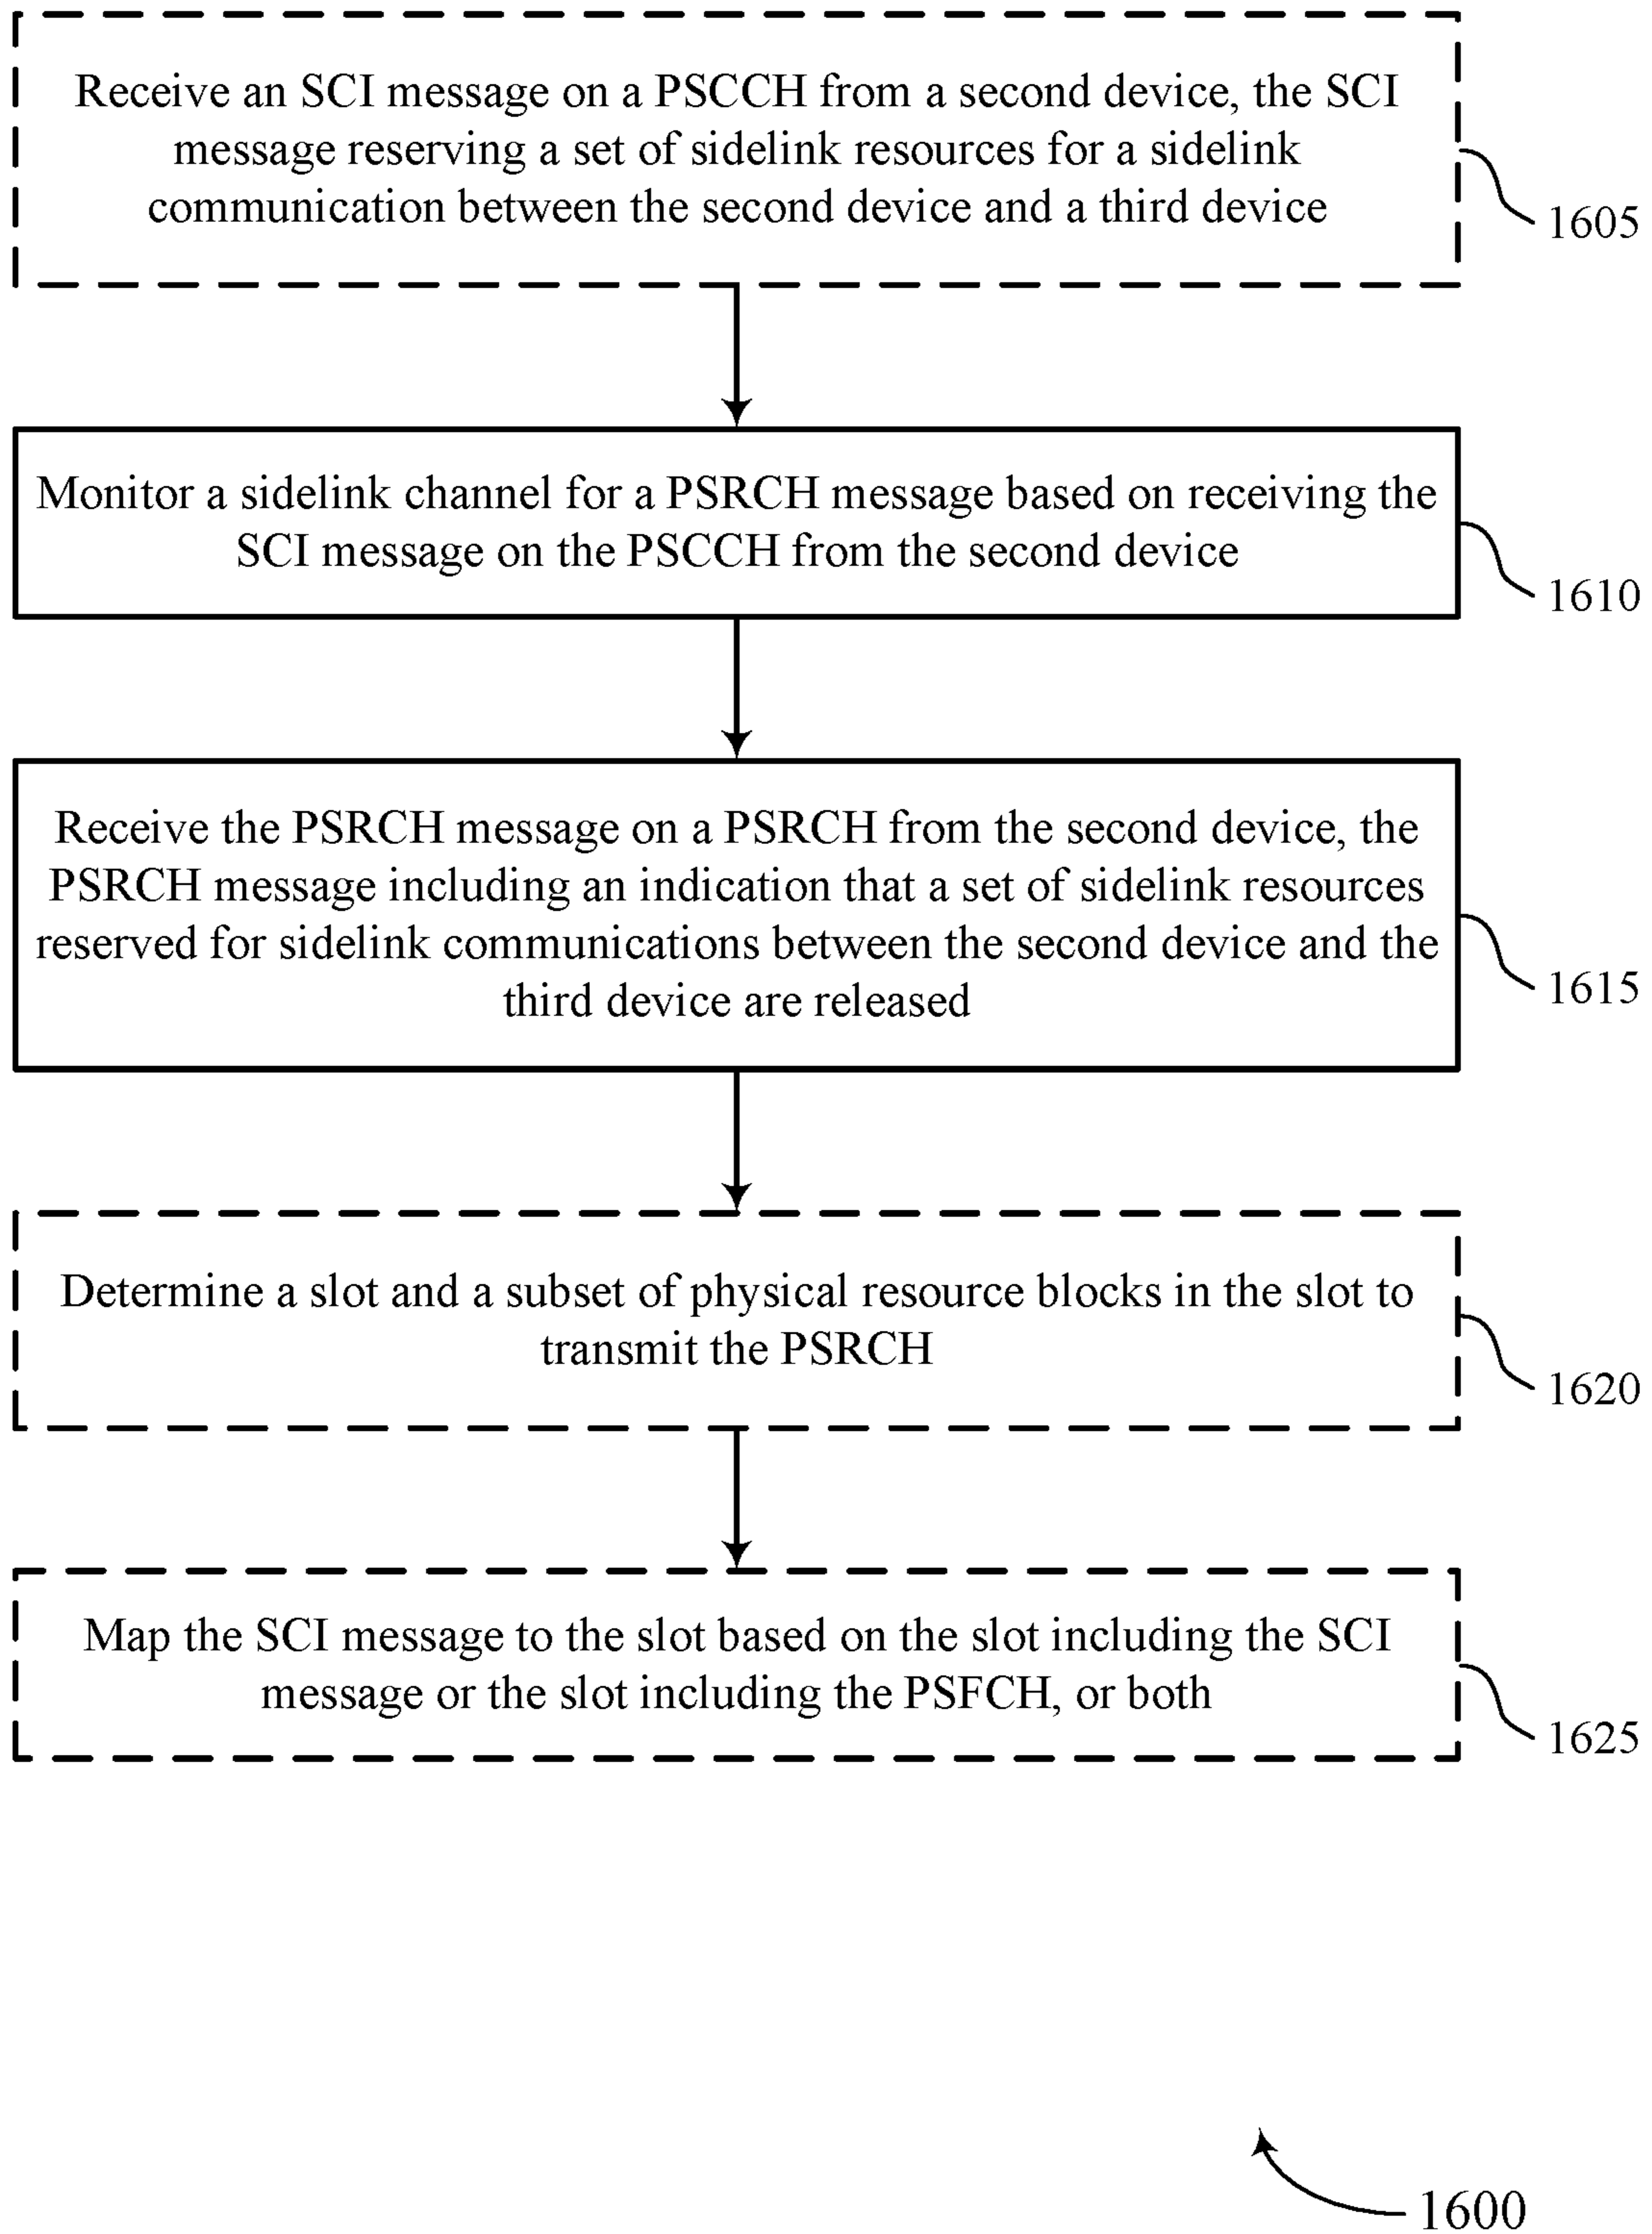 Receive an SCI message on a PSCCH from a second device, the SCI
message reserving a set of sidelink resources for a sidelink
communication between the second device and a third device
1605
Monitor a sidelink channel for a PSRCH message based on receiving the
SCI message on the PSCCH from the second device
1610
Receive the PSRCH message on a PSRCH from the second device, the
PSRCH message including an indication that a set of sidelink resources
reserved for sidelink communications between the second device and the
third device are released
1615
Determine a slot and a subset of physical resource blocks in the slot to
transmit the PSRCH
1620
Map the SCI message to the slot based on the slot including the SCI
message or the slot including the PSFCH, or both
1625
1600